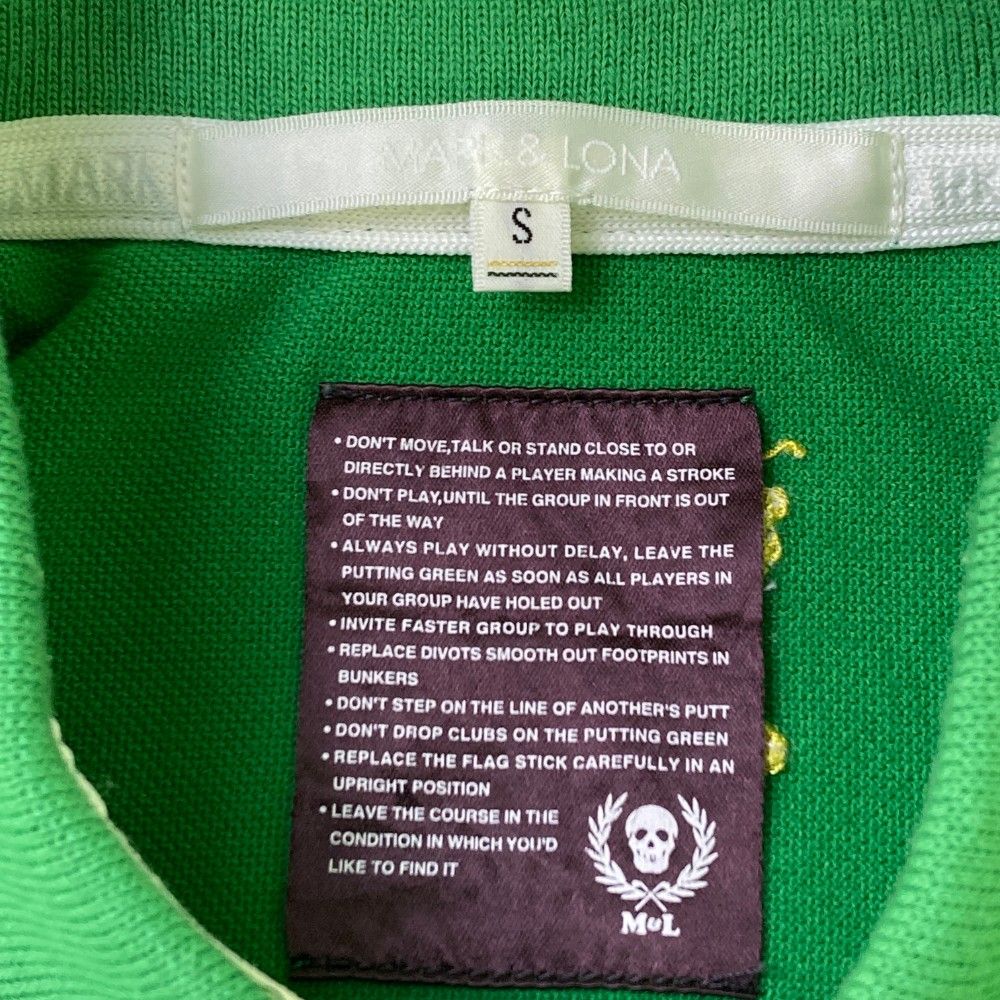 MARK & LONA
MARK
S
• DON'T MOVE,TALK OR STAND CLOSE TO OR
DIRECTLY BEHIND A PLAYER MAKING A STROKE
• DON'T PLAY,UNTIL THE GROUP IN FRONT IS OUT
OF THE WAY
• ALWAYS PLAY WITHOUT DELAY, LEAVE THE
PUTTING GREEN AS SOON AS ALL PLAYERS IN
YOUR GROUP HAVE HOLED OUT
• INVITE FASTER GROUP TO PLAY THROUGH
• REPLACE DIVOTS SMOOTH OUT FOOTPRINTS IN
BUNKERS
• DON'T STEP ON THE LINE OF ANOTHER'S PUTT
• DON'T DROP CLUBS ON THE PUTTING GREEN
• REPLACE THE FLAG STICK CAREFULLY IN AN
UPRIGHT POSITION
• LEAVE THE COURSE IN THE
CONDITION IN WHICH YOU'D
LIKE TO FIND IT
M&L